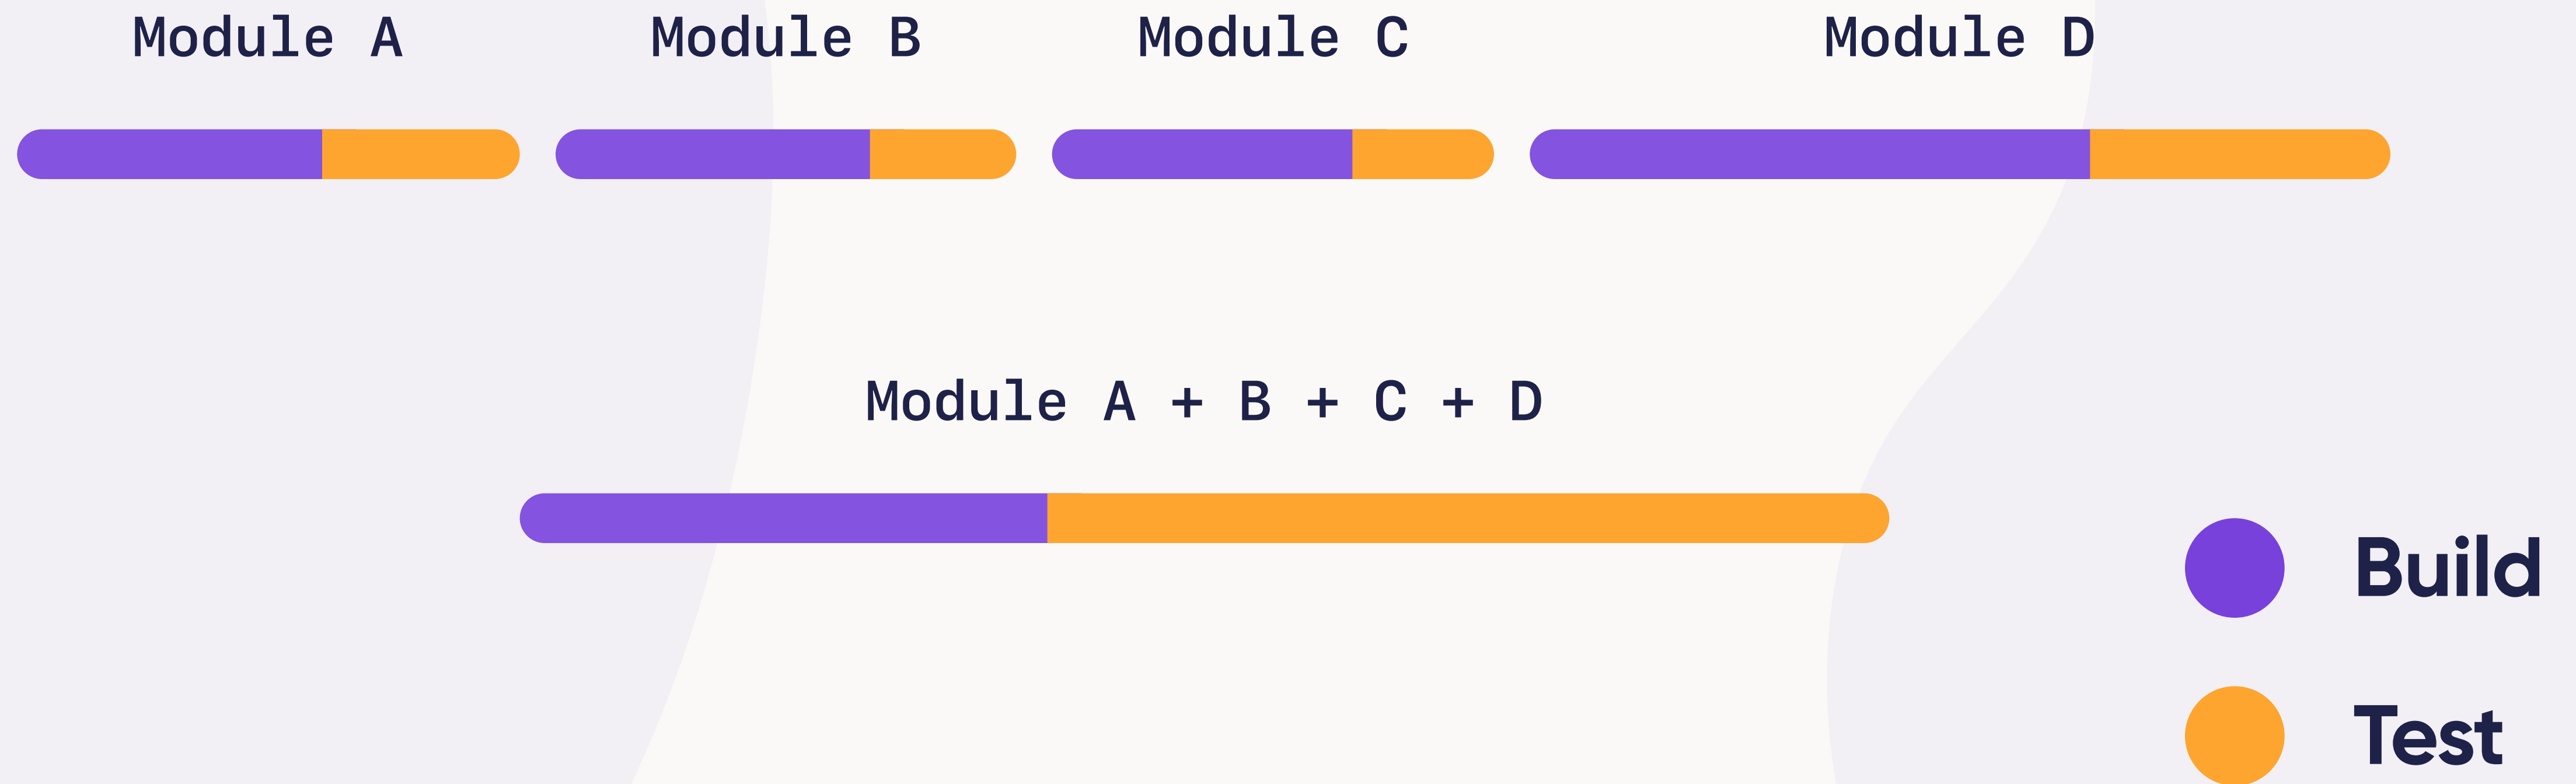 Module A
Module B
Module C
Module D
Module A + B + C + D
Build
Test